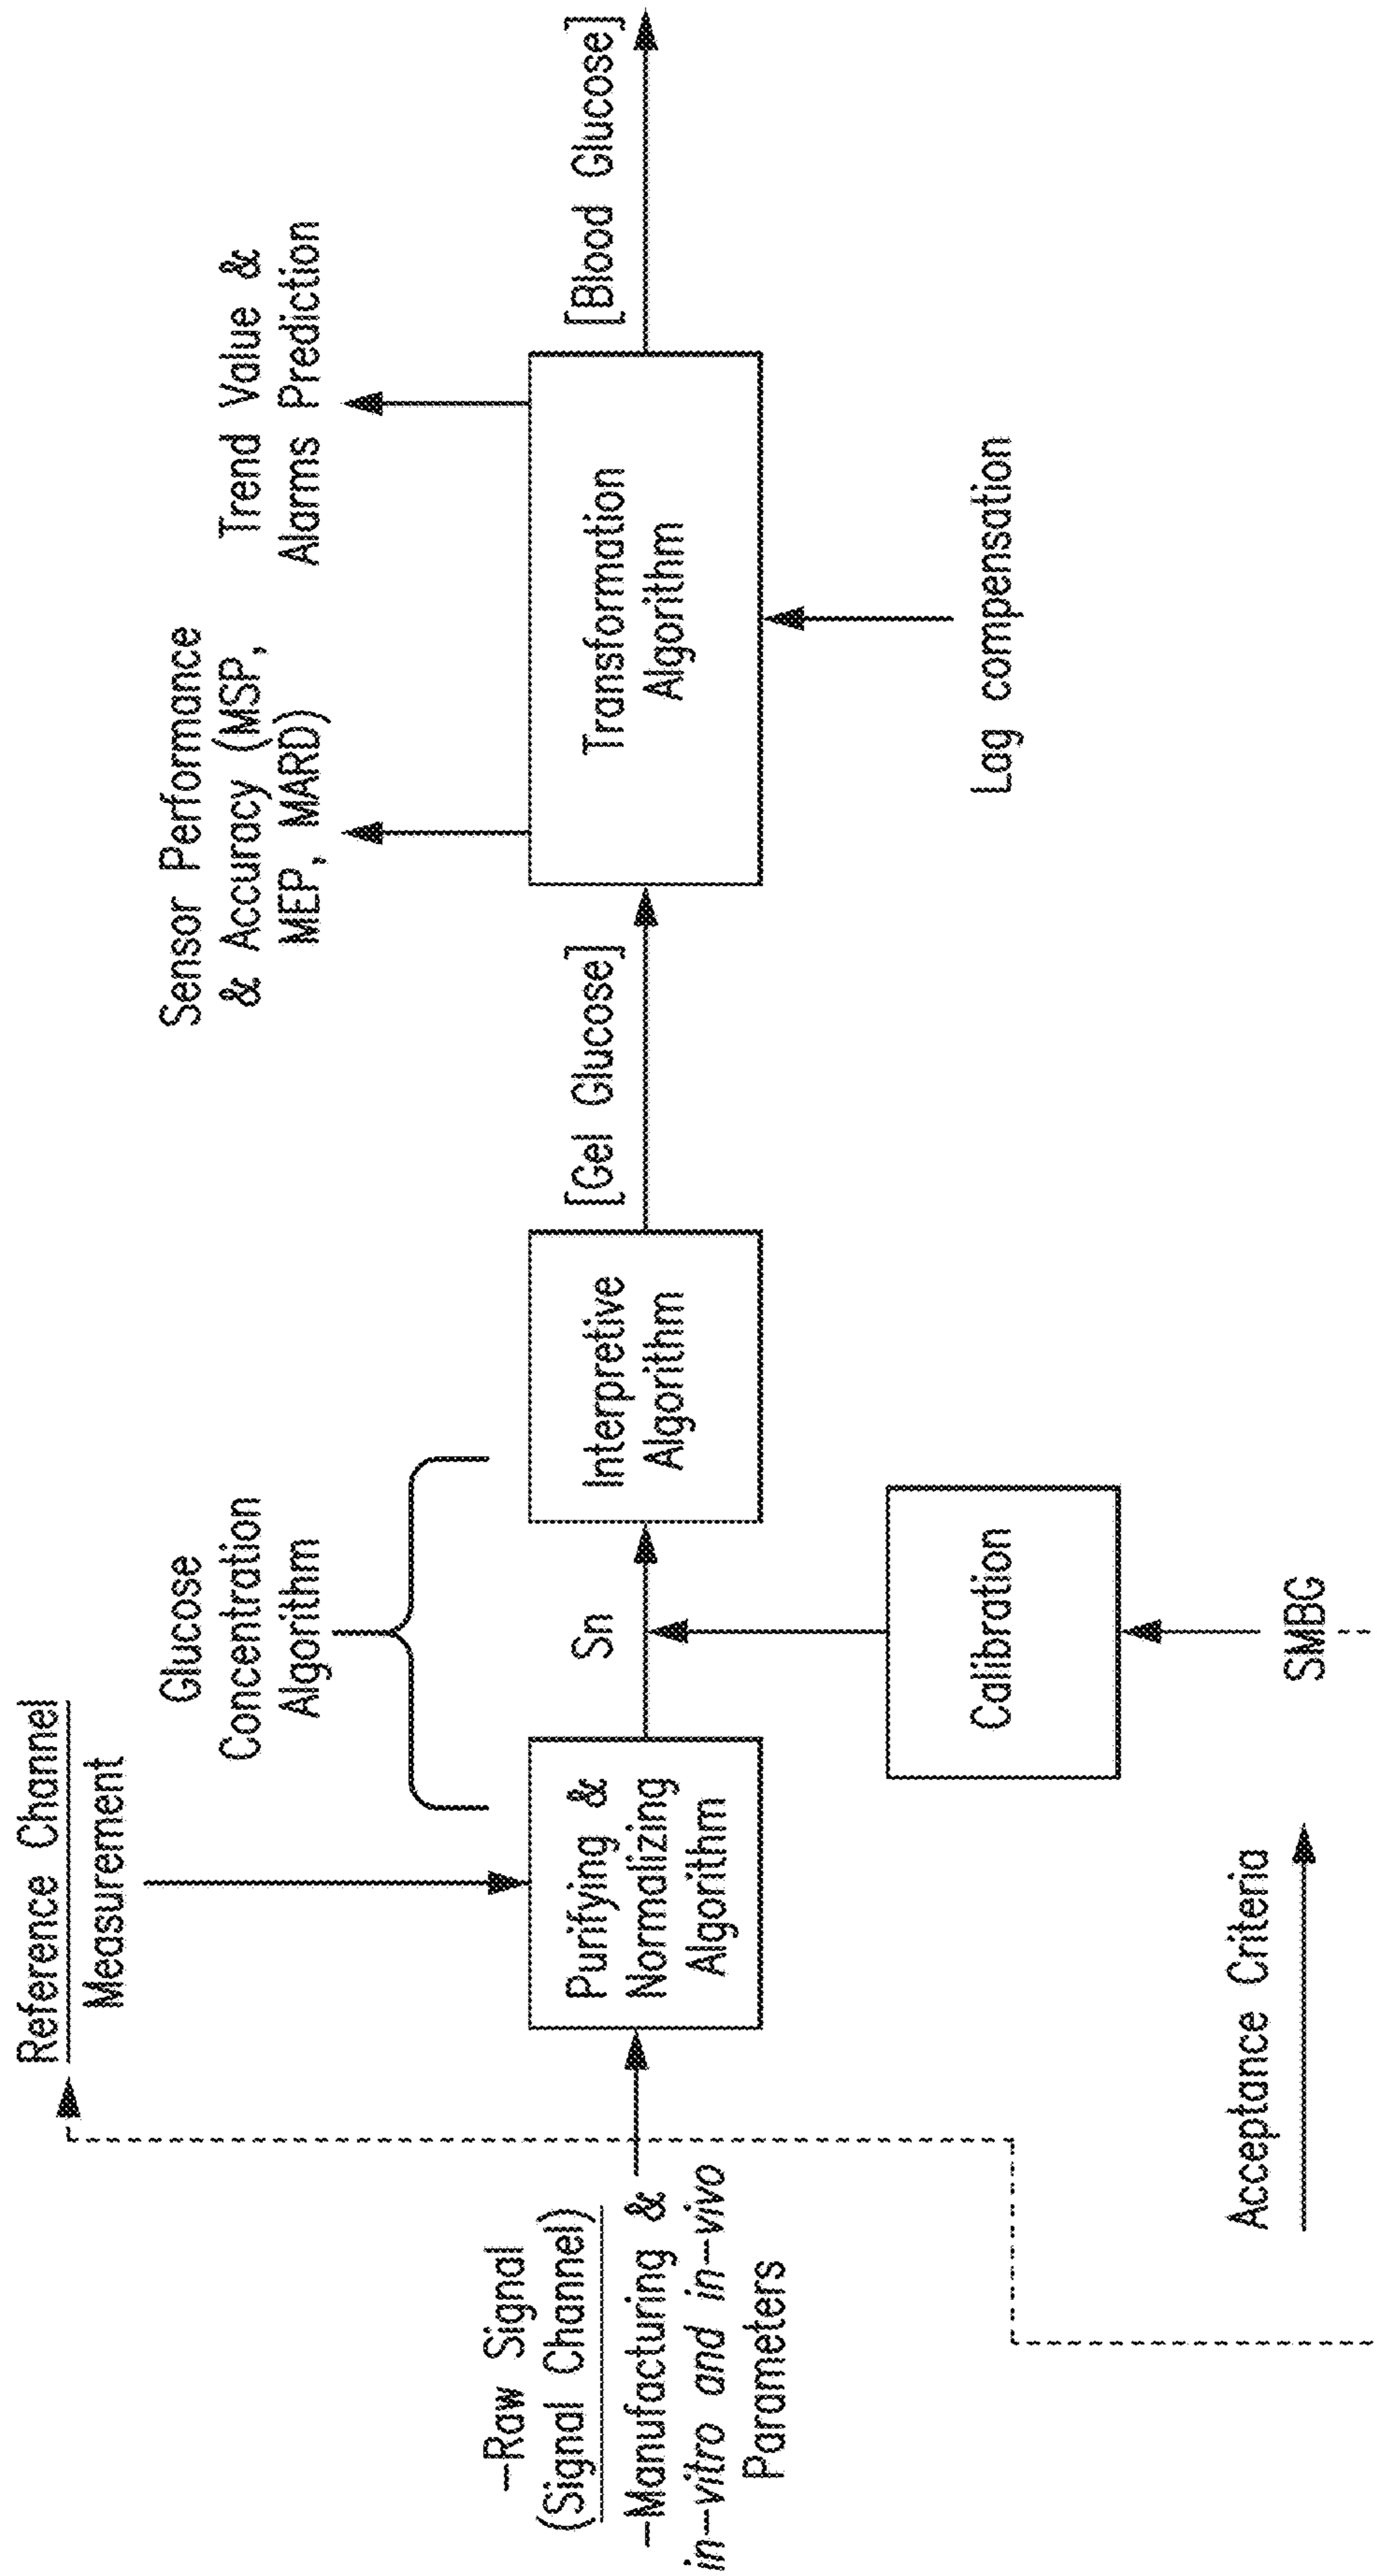 Reference Channel
Measurement
Glucose
Concentration
Algorithm
Sensor Performance
& Accuracy (MSP,
MEP, MARD)
Trend Value &
Alarms Prediction
-Raw Signal
(Signal Channel)
-Manufacturing &
in-vitro and in-vivo
Parameters
Purifying &
Normalizing
Algorithm
Sn
Interpretive
Algorithm
[Gel Glucose]
Transformation
Algorithm
[Blood Glucose]
Calibration
Lag compensation
Acceptance Criteria
SMBG